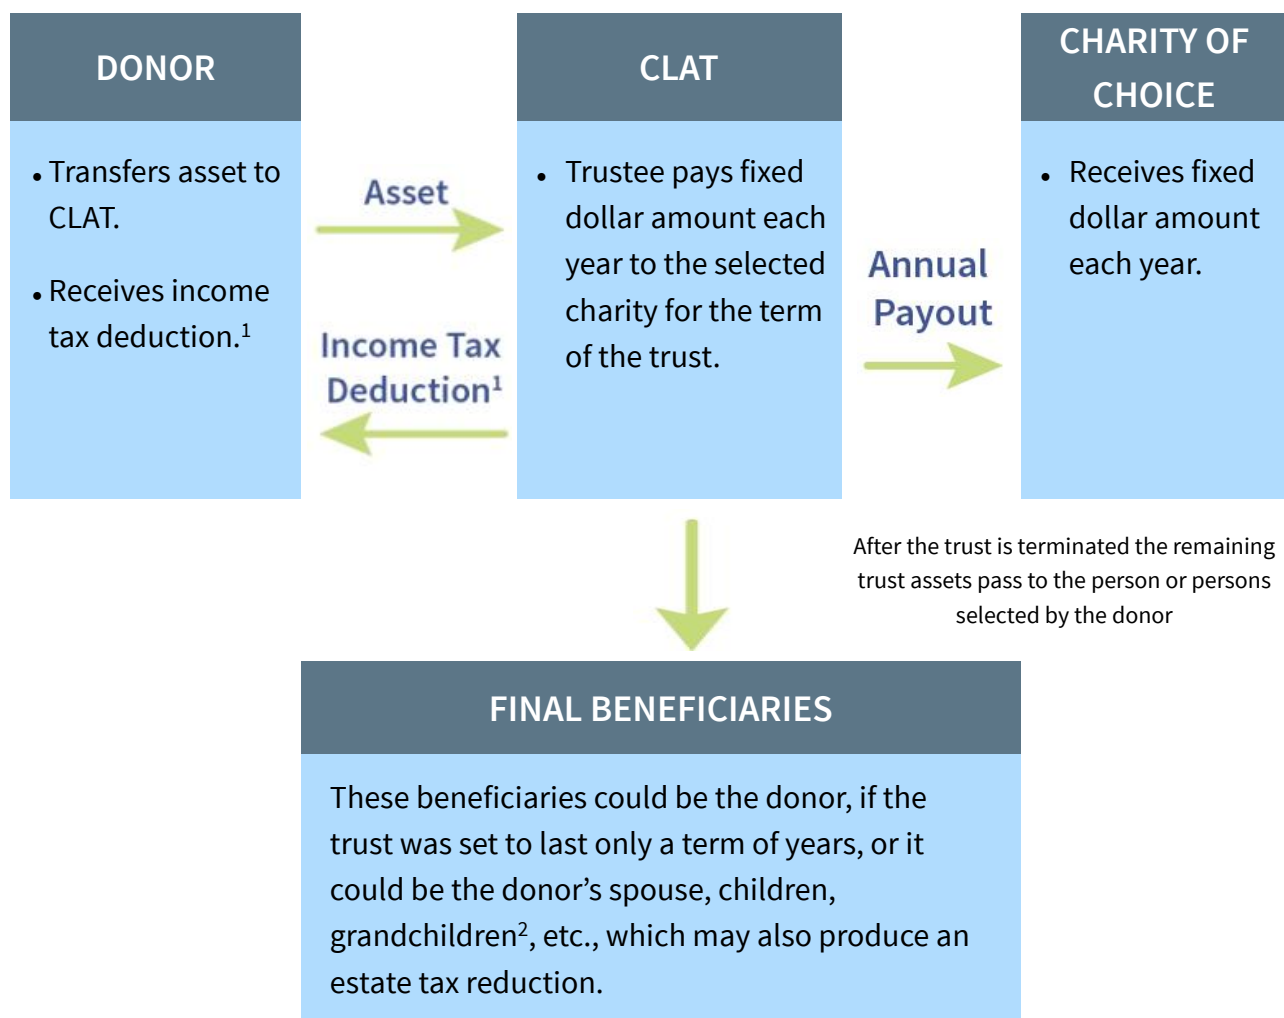 DONOR
• Transfers asset to
CLAT.
• Receives income
tax deduction.¹
Asset
Income Tax
Deduction¹
CLAT
• Trustee pays fixed
dollar amount each
year to the selected
charity for the term
of the trust.
Annual
Payout
CHARITY OF
CHOICE
• Receives fixed
dollar amount
each year.
After the trust is terminated the remaining
trust assets pass to the person or persons
selected by the donor
FINAL BENEFICIARIES
These beneficiaries could be the donor, if the
trust was set to last only a term of years, or it
could be the donor’s spouse, children,
grandchildren², etc., which may also produce an
estate tax reduction.